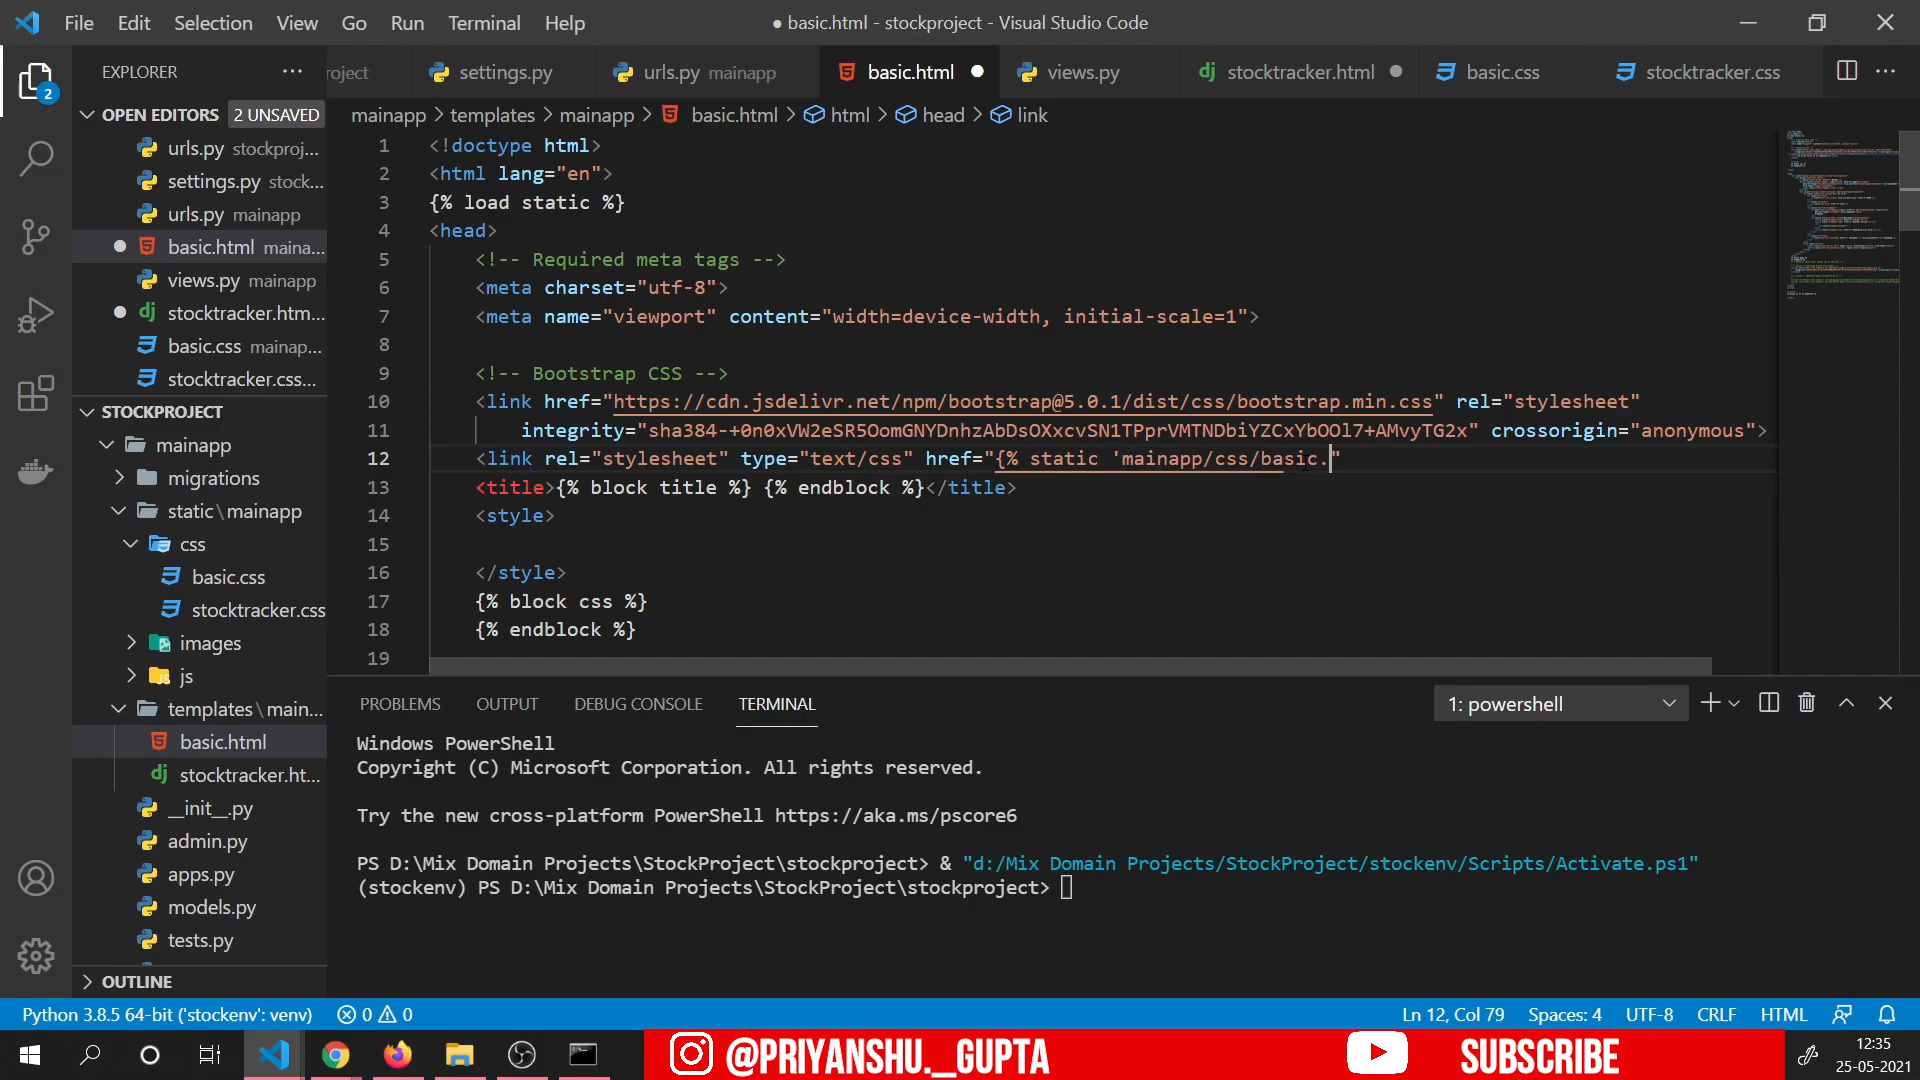 File Edit Selection View Go Run Terminal Help
● basic.html - stockproject - Visual Studio Code
EXPLORER ···
roject
settings.py
urls.py mainapp
basic.html ●
views.py
stocktracker.html ●
basic.css
stocktracker.css
2
OPEN EDITORS 2 UNSAVED
urls.py stockproj...
settings.py stock...
urls.py mainapp
basic.html maina...
views.py mainapp
stocktracker.htm...
basic.css mainap...
stocktracker.css...
STOCKPROJECT
mainapp
migrations
static\mainapp
css
basic.css
stocktracker.css
images
js
templates\main...
basic.html
stocktracker.ht...
__init__.py
admin.py
apps.py
models.py
tests.py
OUTLINE
mainapp > templates > mainapp > basic.html > html > head > link
1 <!doctype html>
2 <html lang="en">
3 {% load static %}
4 <head>
5 <!-- Required meta tags -->
6 <meta charset="utf-8">
7 <meta name="viewport" content="width=device-width, initial-scale=1">
8
9 <!-- Bootstrap CSS -->
10 <link href="https://cdn.jsdelivr.net/npm/bootstrap@5.0.1/dist/css/bootstrap.min.css" rel="stylesheet"
11 integrity="sha384-+0n0xVW2eSR5OomGNYDnhzAbDsOXxcvSN1TPprVMTNDbiYZCxYbOOl7+AMvyTG2x" crossorigin="anonymous">
12 <link rel="stylesheet" type="text/css" href="{% static 'mainapp/css/basic."
13 <title>{% block title %} {% endblock %}</title>
14 <style>
15
16 </style>
17 {% block css %}
18 {% endblock %}
19
PROBLEMS OUTPUT DEBUG CONSOLE TERMINAL
1: powershell
Windows PowerShell
Copyright (C) Microsoft Corporation. All rights reserved.
Try the new cross-platform PowerShell https://aka.ms/pscore6
PS D:\Mix Domain Projects\StockProject\stockproject> & "d:/Mix Domain Projects/StockProject/stockenv/Scripts/Activate.ps1"
(stockenv) PS D:\Mix Domain Projects\StockProject\stockproject>
Python 3.8.5 64-bit ('stockenv': venv) 0 0
Ln 12, Col 79 Spaces: 4 UTF-8 CRLF HTML
@PRIYANSHU._GUPTA
SUBSCRIBE
12:35
25-05-2021